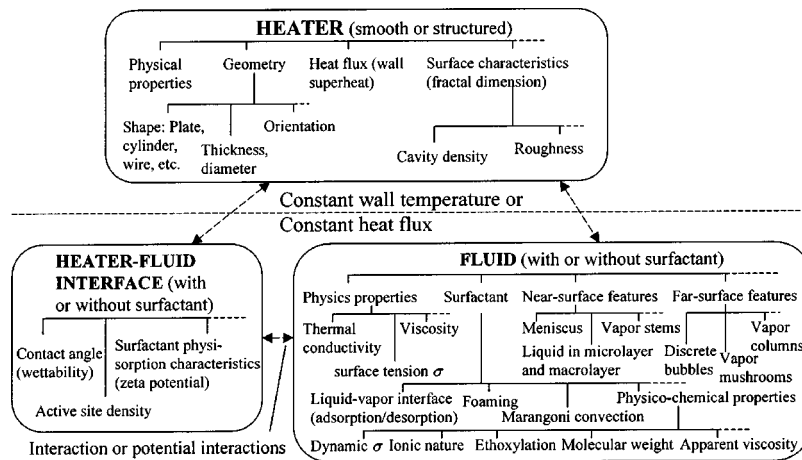 HEATER (smooth or structured)
Physical properties
Geometry
Heat flux (wall superheat)
Surface characteristics (fractal dimension)
Shape: Plate, cylinder, wire, etc.
Thickness, diameter
Orientation
Cavity density
Roughness
Constant wall temperature or
Constant heat flux
HEATER-FLUID
INTERFACE (with
or without surfactant)
Contact angle (wettability)
Surfactant physi-sorption characteristics (zeta potential)
Active site density
Interaction or potential interactions
FLUID (with or without surfactant)
Physics properties
Surfactant
Near-surface features
Far-surface features
Thermal conductivity
Viscosity
surface tension σ
Meniscus
Vapor stems
Liquid in microlayer and macrolayer
Discrete bubbles
Vapor columns
Vapor mushrooms
Liquid-vapor interface (adsorption/desorption)
Foaming
Marangoni convection
Physico-chemical properties
Dynamic σ
Ionic nature
Ethoxylation
Molecular weight
Apparent viscosity